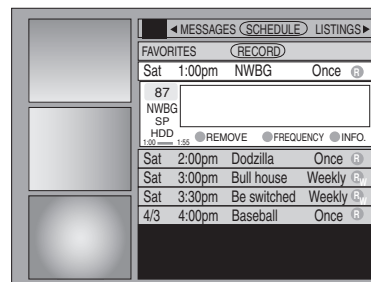 ◀ MESSAGES SCHEDULE LISTINGS ▶
FAVORITES RECORD
Sat 1:00pm NWBG Once R
87
NWBG
SP
HDD
1:00 1:55 REMOVE FREQUENCY INFO.
Sat 2:00pm Dodzilla Once R
Sat 3:00pm Bull house Weekly RW
Sat 3:30pm Be switched Weekly RW
4/3 4:00pm Baseball Once R